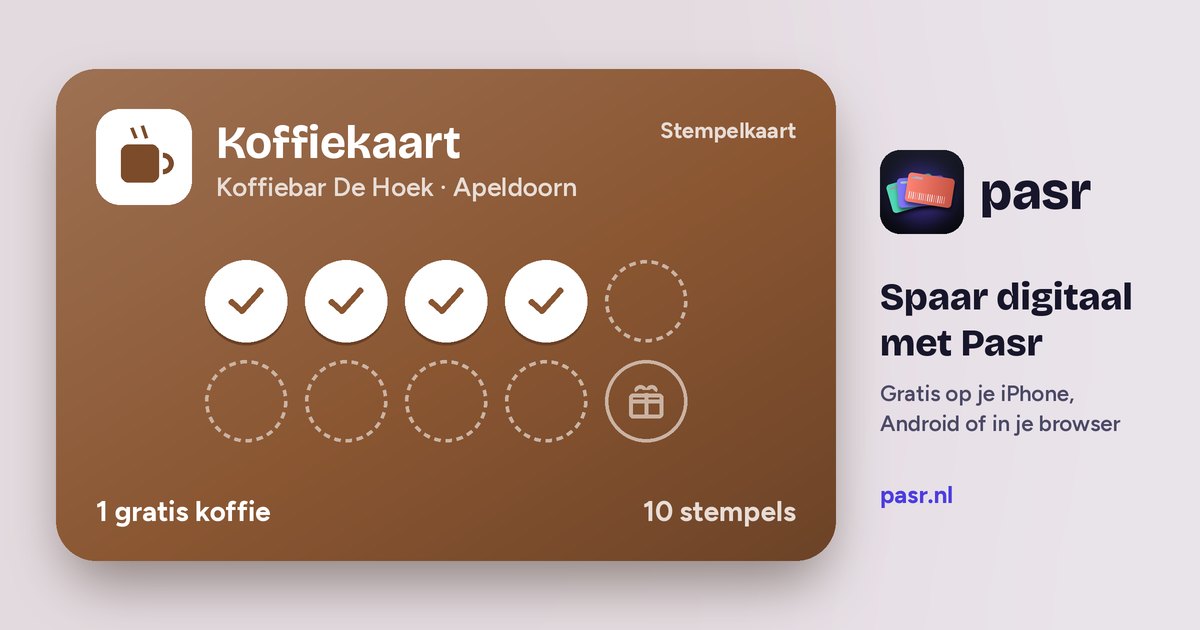 Koffiekaart
Koffiebar De Hoek · Apeldoorn
Stempelkaart
1 gratis koffie
10 stempels
pasr
Spaar digitaal
met Pasr
Gratis op je iPhone,
Android of in je browser
pasr.nl